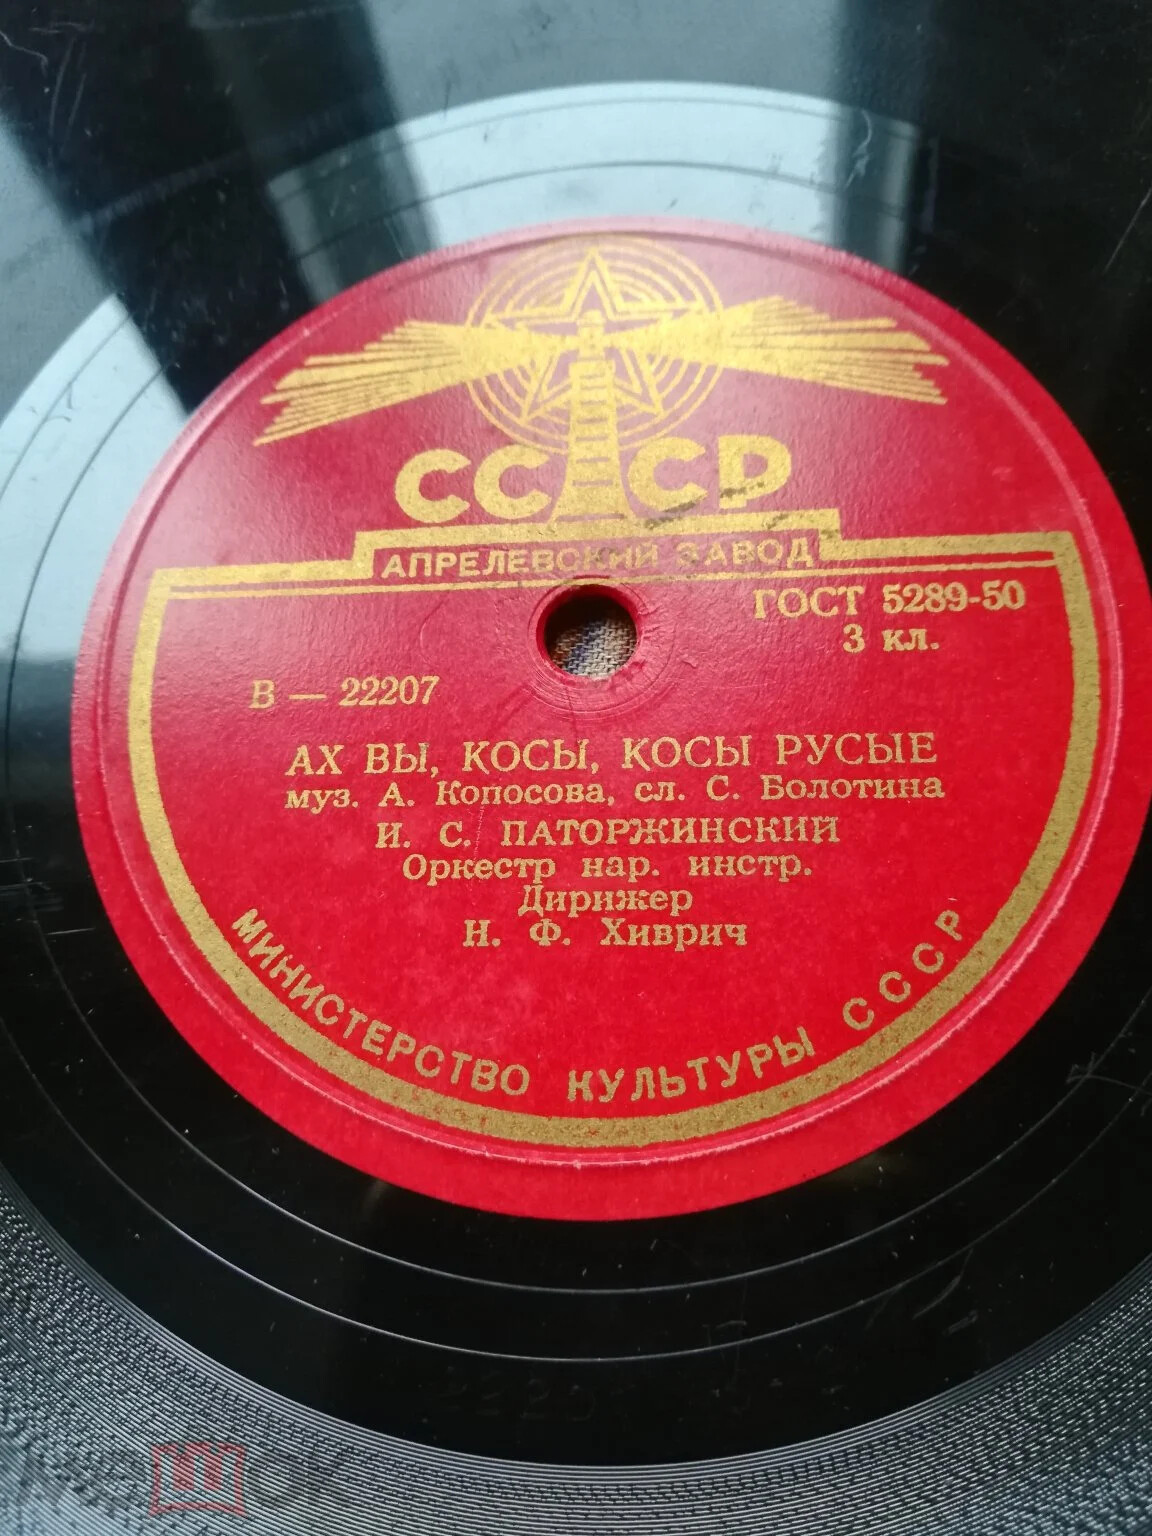 СССР
АПРЕЛЕВСКИЙ ЗАВОД
ГОСТ 5289-50
3 кл.
В — 22207
АХ ВЫ, КОСЫ, КОСЫ РУСЫЕ
муз. А. Копосова, сл. С. Болотина
И. С. ПАТОРЖИНСКИЙ
Оркестр нар. инстр.
Дирижер
Н. Ф. Хиврич
МИНИСТЕРСТВО КУЛЬТУРЫ СССР